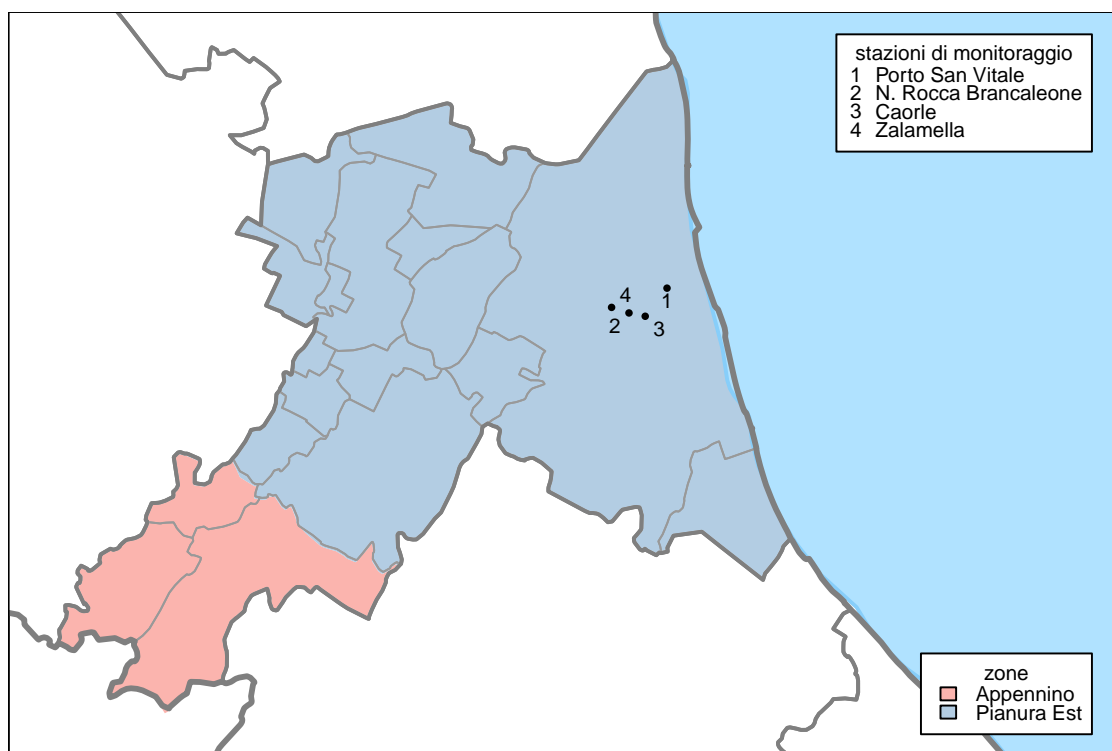 stazioni di monitoraggio
1 Porto San Vitale
2 N. Rocca Brancaleone
3 Caorle
4 Zalamella
1
4
2
3
zone
Appennino
Pianura Est